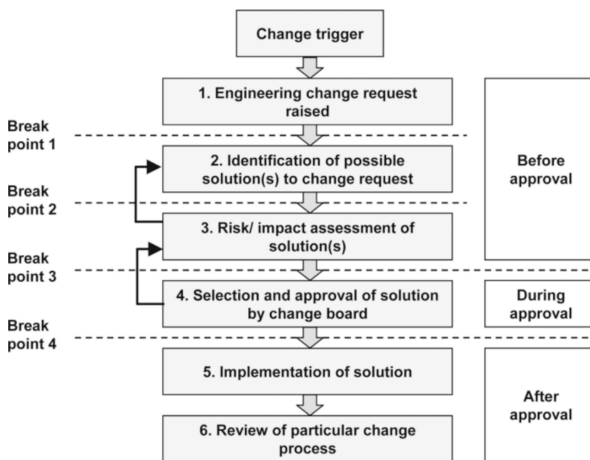 Change trigger
1. Engineering change request
raised
Break
point 1
2. Identification of possible
solution(s) to change request
Before
approval
Break
point 2
3. Risk/ impact assessment of
solution(s)
Break
point 3
4. Selection and approval of solution
by change board
During
approval
Break
point 4
5. Implementation of solution
After
approval
6. Review of particular change
process